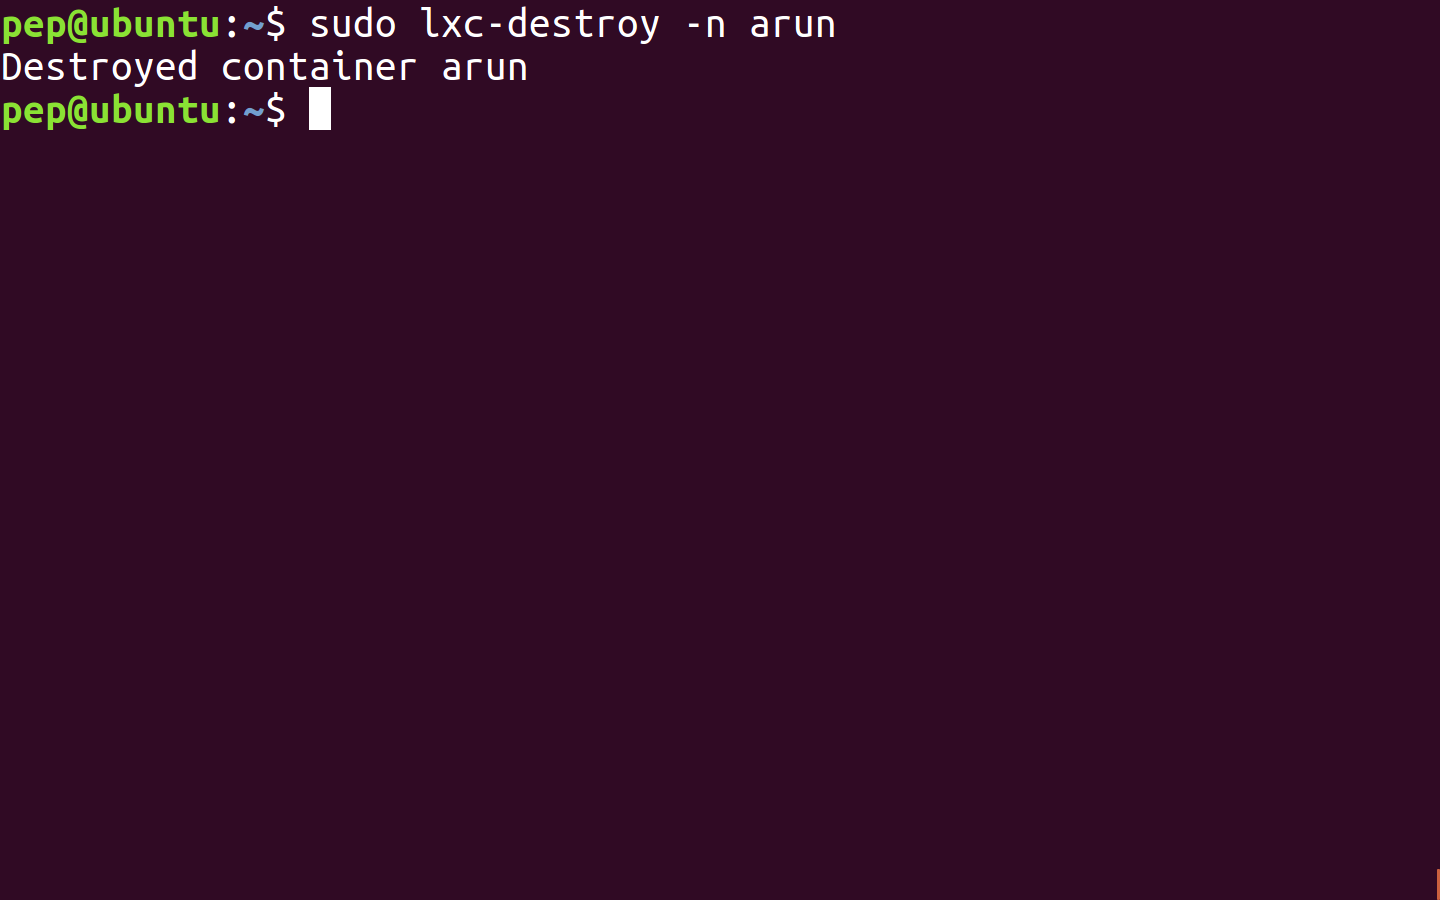 pep@ubuntu:~$ sudo lxc-destroy -n arun
Destroyed container arun
pep@ubuntu:~$